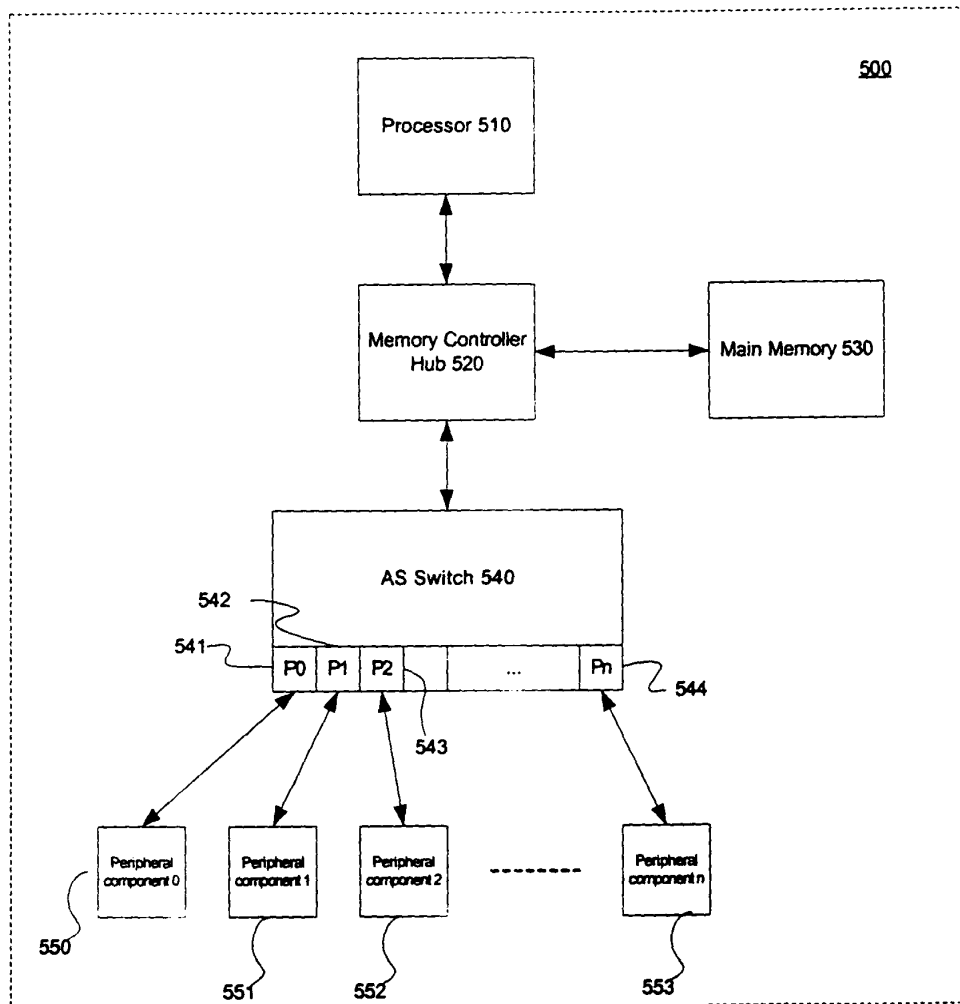 500
Processor 510
Memory Controller
Hub 520
Main Memory 530
AS Switch 540
542
541
P0
P1
P2
...
Pn
544
543
Peripheral
component 0
Peripheral
component 1
Peripheral
component 2
Peripheral
component n
550
551
552
553